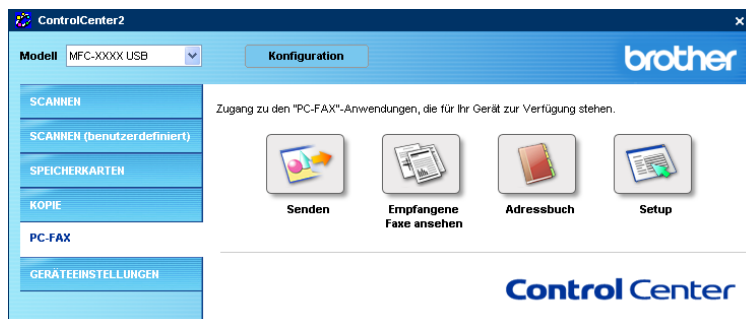 ControlCenter2
Modell MFC-XXXX USB Konfiguration
brother
SCANNEN
SCANNEN (benutzerdefiniert)
SPEICHERKARTEN
KOPIE
PC-FAX
GERÄTEEINSTELLUNGEN
Zugang zu den "PC-FAX"-Anwendungen, die für Ihr Gerät zur Verfügung stehen.
Senden
Empfangene
Faxe ansehen
Adressbuch
Setup
Control Center